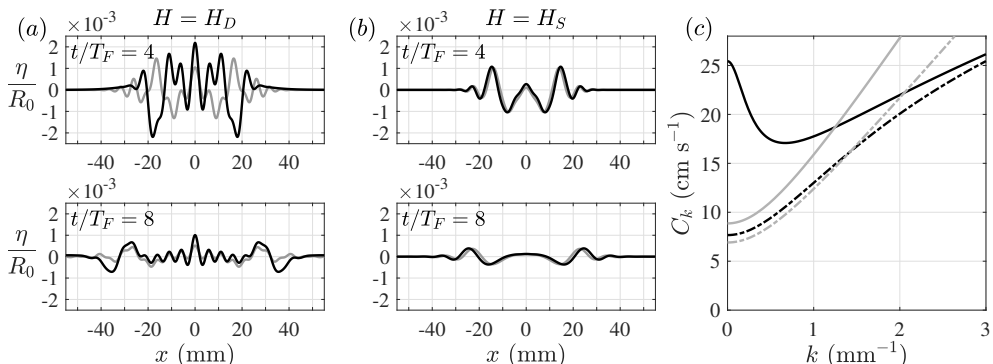 (a) ×10⁻³ H = H_D
t/T_F = 4
2
1
0
-1
-2
η/R₀
-40 -20 0 20 40
×10⁻³
t/T_F = 8
2
1
0
-1
-2
η/R₀
-40 -20 0 20 40
x (mm)
(b) ×10⁻³ H = H_S
t/T_F = 4
2
1
0
-1
-2
-40 -20 0 20 40
×10⁻³
t/T_F = 8
2
1
0
-1
-2
-40 -20 0 20 40
x (mm)
(c)
25
20
15
10
5
0
C_k (cm s⁻¹)
0 1 2 3
k (mm⁻¹)